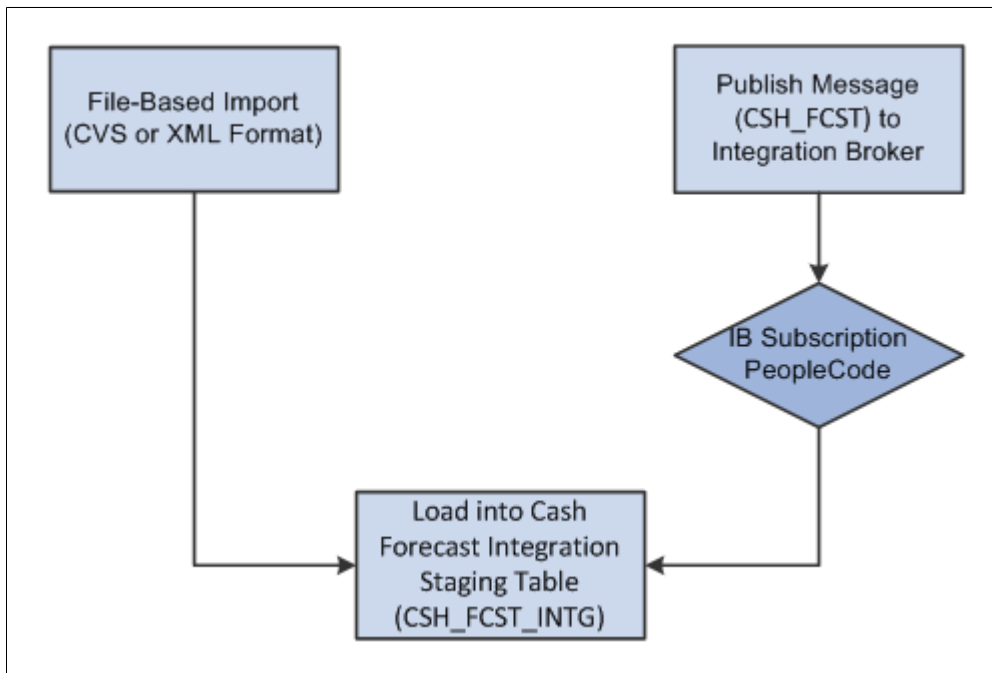 File-Based Import
(CVS or XML Format)
Publish Message
(CSH_FCST) to
Integration Broker
IB Subscription
PeopleCode
Load into Cash
Forecast Integration
Staging Table
(CSH_FCST_INTG)